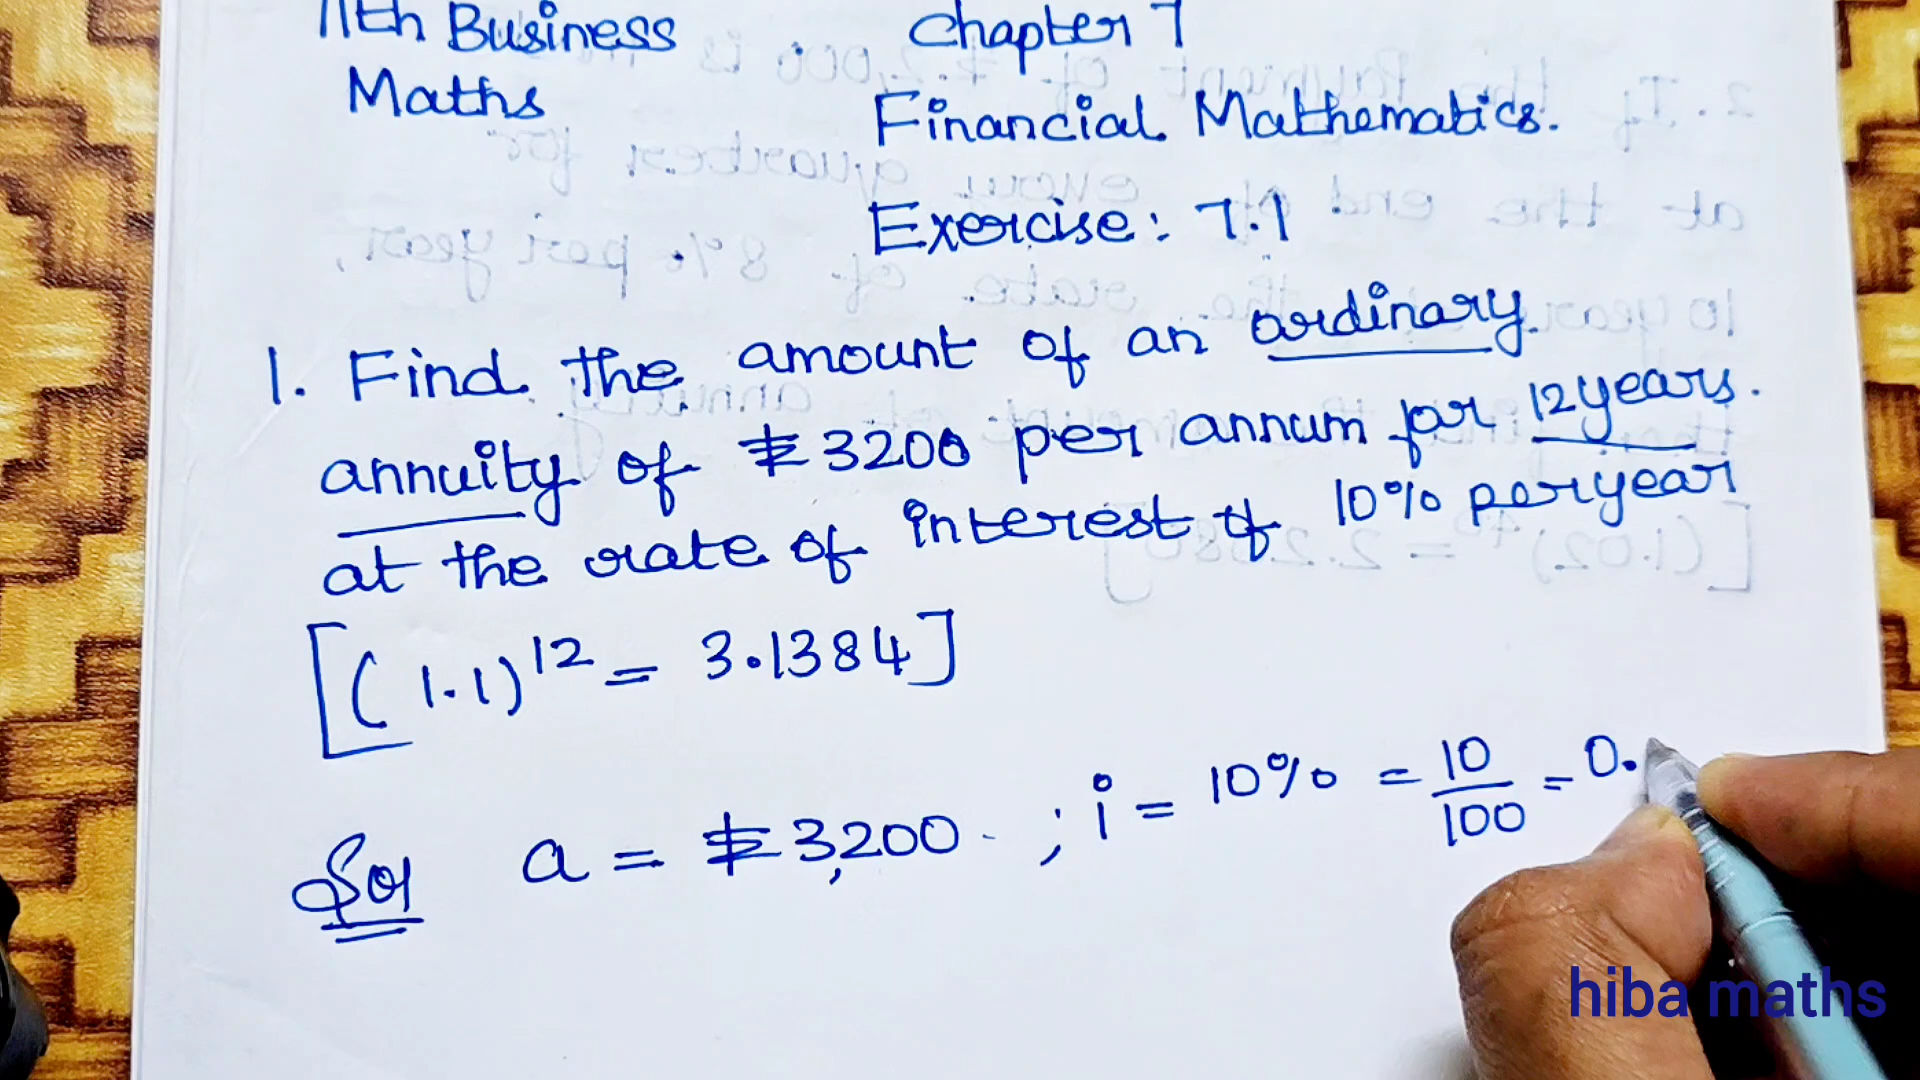 11th Business
Maths
Chapter 7
Financial Mathematics.
Exercise: 7.1
1. Find the amount of an ordinary
annuity of ₹3200 per annum for 12 years.
at the rate of interest of 10% per year
[(1.1)^12 = 3.1384]
Sol a = ₹3,200 ; i = 10% = 10/100 = 0.
hiba maths